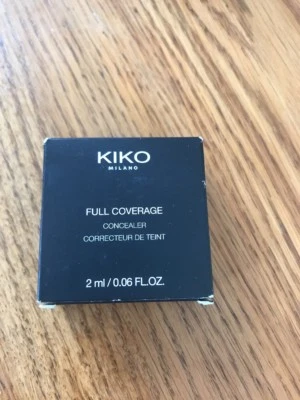 KIKO
MILANO
FULL COVERAGE
CONCEALER
CORRECTEUR DE TEINT
2 ml / 0.06 FL.OZ.